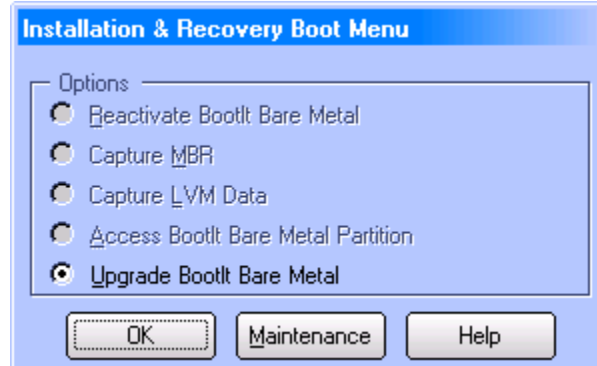 Installation & Recovery Boot Menu
Options
Reactivate BootIt Bare Metal
Capture MBR
Capture LVM Data
Access BootIt Bare Metal Partition
Upgrade BootIt Bare Metal
OK Maintenance Help